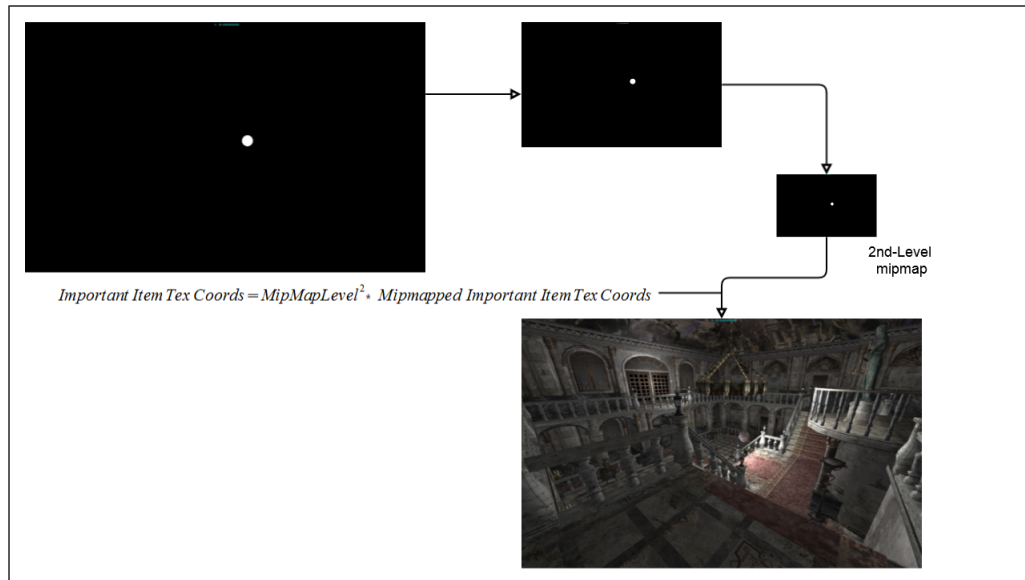 2nd-Level
mipmap
Important Item Tex Coords = MipMapLevel² * Mipmapped Important Item Tex Coords